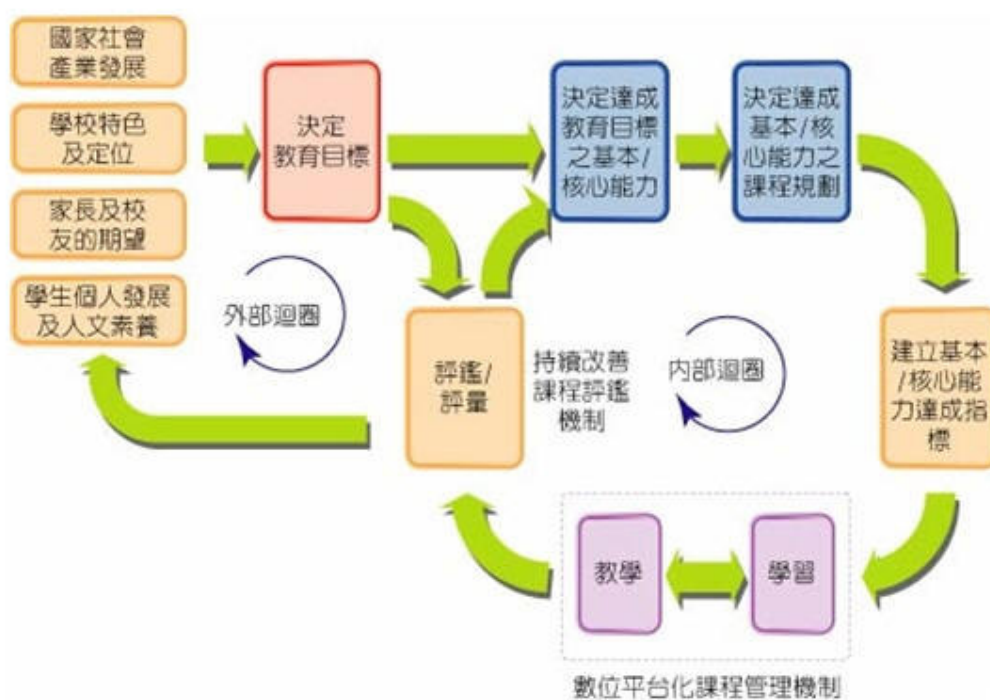 國家社會
產業發展
學校特色
及定位
家長及校
友的期望
學生個人發展
及人文素養
決定
教育目標
決定達成
教育目標
之基本/
核心能力
決定達成
基本/核
心能力之
課程規劃
外部迴圈
評鑑/
評量
持續改善
課程評鑑
機制
內部迴圈
建立基本
/核心能
力達成指
標
教學
學習
數位平台化課程管理機制